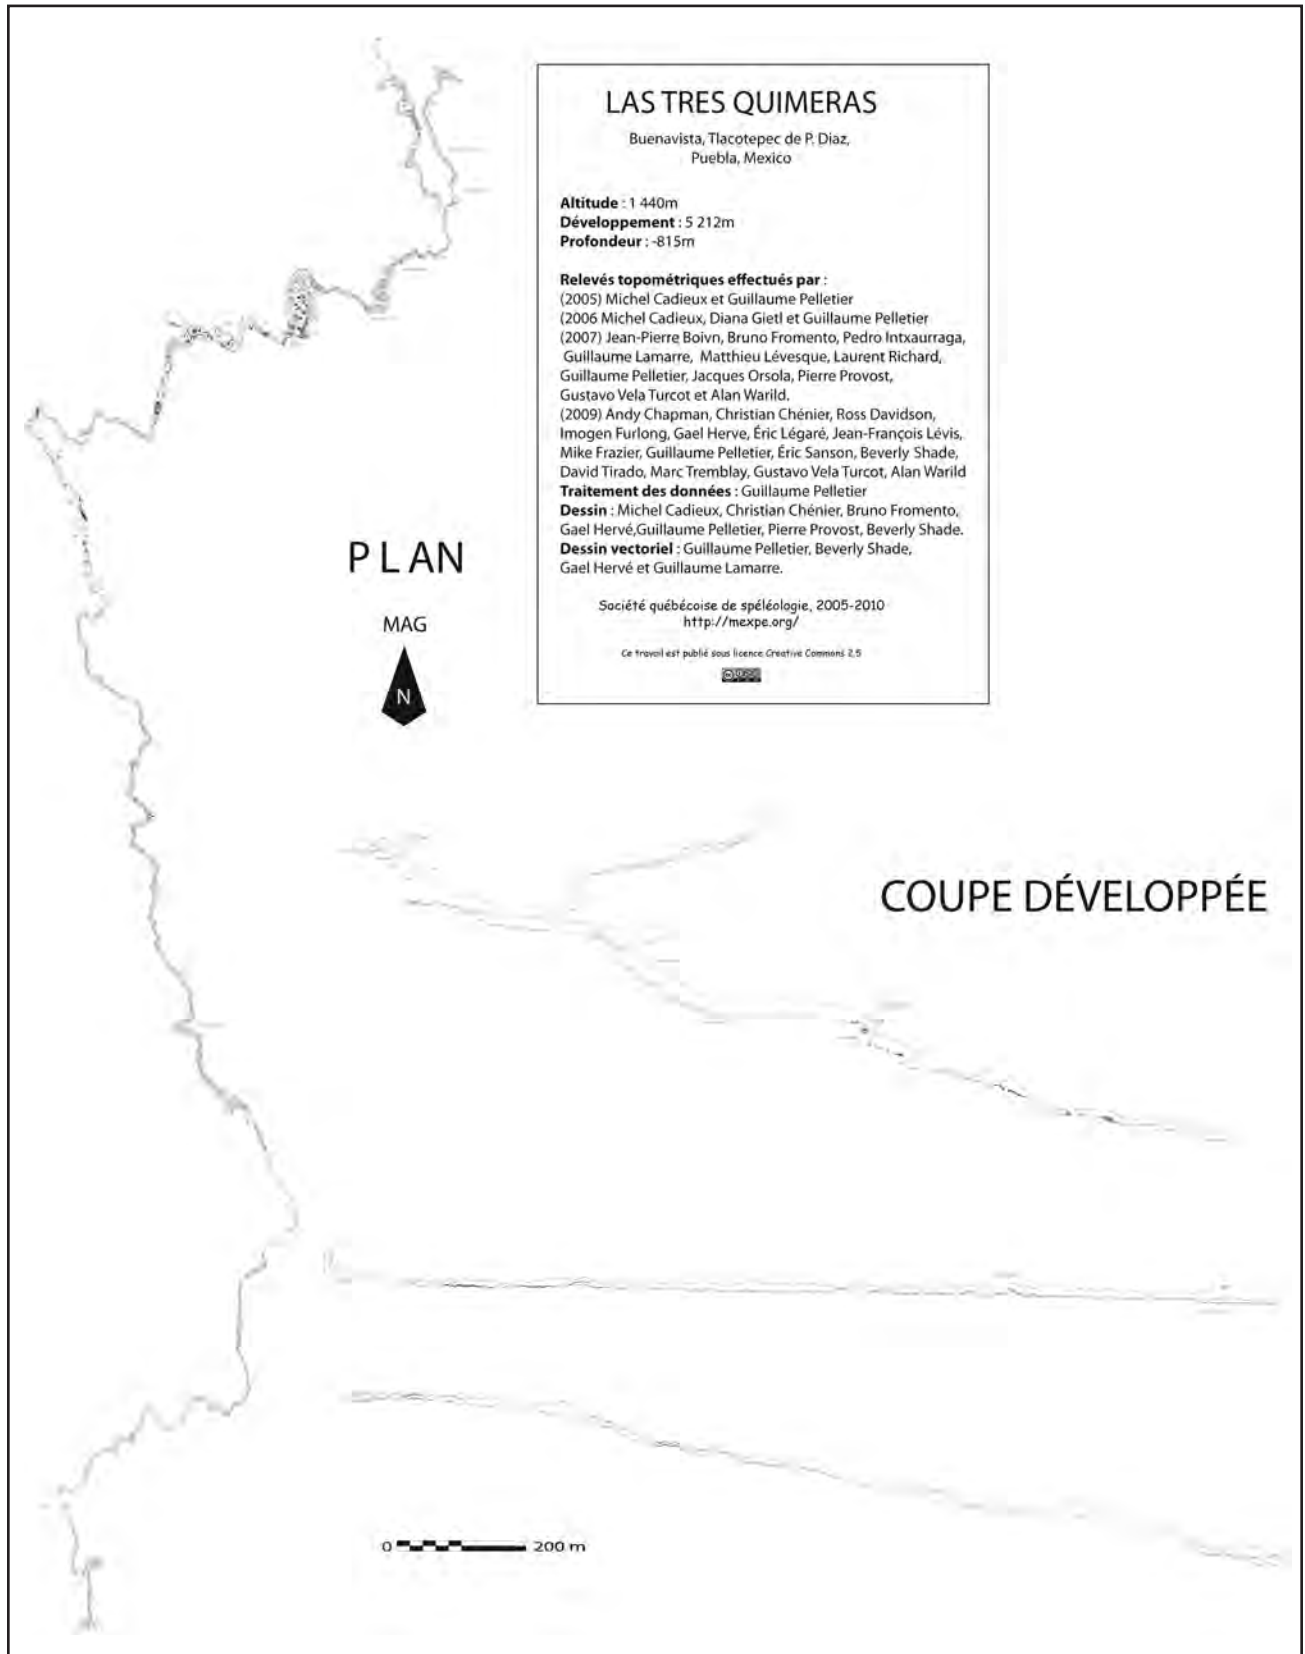 LAS TRES QUIMERAS
Buenavista, Tlacotepec de P. Diaz,
Puebla, Mexico
Altitude : 1 440m
Développement : 5 212m
Profondeur : -815m
Relevés topométriques effectués par :
(2005) Michel Cadieux et Guillaume Pelletier
(2006 Michel Cadieux, Diana Gietl et Guillaume Pelletier
(2007) Jean-Pierre Boivn, Bruno Fromento, Pedro Intxaurraga,
Guillaume Lamarre, Matthieu Lévesque, Laurent Richard,
Guillaume Pelletier, Jacques Orsola, Pierre Provost,
Gustavo Vela Turcot et Alan Warild.
(2009) Andy Chapman, Christian Chénier, Ross Davidson,
Imogen Furlong, Gael Herve, Éric Légaré, Jean-François Lévis,
Mike Frazier, Guillaume Pelletier, Éric Sanson, Beverly Shade,
David Tirado, Marc Tremblay, Gustavo Vela Turcot, Alan Warild
Traitement des données : Guillaume Pelletier
Dessin : Michel Cadieux, Christian Chénier, Bruno Fromento,
Gael Hervé,Guillaume Pelletier, Pierre Provost, Beverly Shade.
Dessin vectoriel : Guillaume Pelletier, Beverly Shade,
Gael Hervé et Guillaume Lamarre.
Société québécoise de spéléologie, 2005-2010
http://mexpe.org/
Ce travail est publié sous licence Creative Commons 2.5
PLAN
MAG
N
COUPE DÉVELOPPÉE
0 200 m